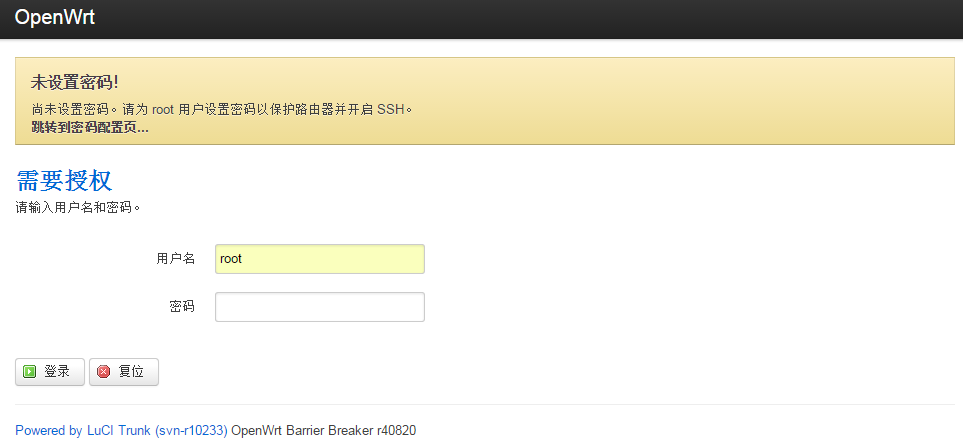 OpenWrt
未设置密码!
尚未设置密码。请为 root 用户设置密码以保护路由器并开启 SSH。
跳转到密码配置页...
需要授权
请输入用户名和密码。
用户名 root
密码
登录 复位
Powered by LuCI Trunk (svn-r10233) OpenWrt Barrier Breaker r40820